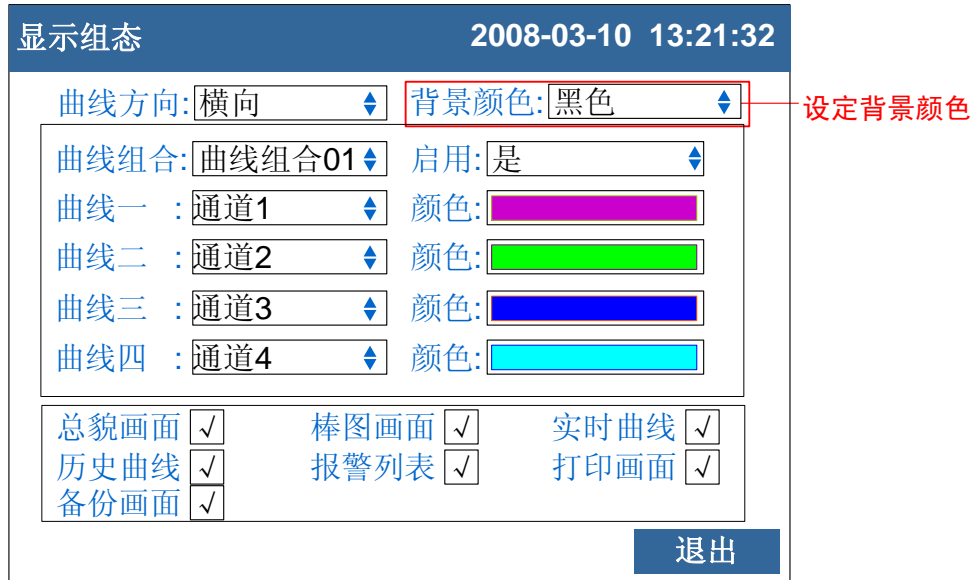 显示组态 2008-03-10 13:21:32
曲线方向: 横向 背景颜色: 黑色 设定背景颜色
曲线组合: 曲线组合01 启用: 是
曲线一 : 通道1 颜色:
曲线二 : 通道2 颜色:
曲线三 : 通道3 颜色:
曲线四 : 通道4 颜色:
总貌画面 √ 棒图画面 √ 实时曲线 √
历史曲线 √ 报警列表 √ 打印画面 √
备份画面 √
退出